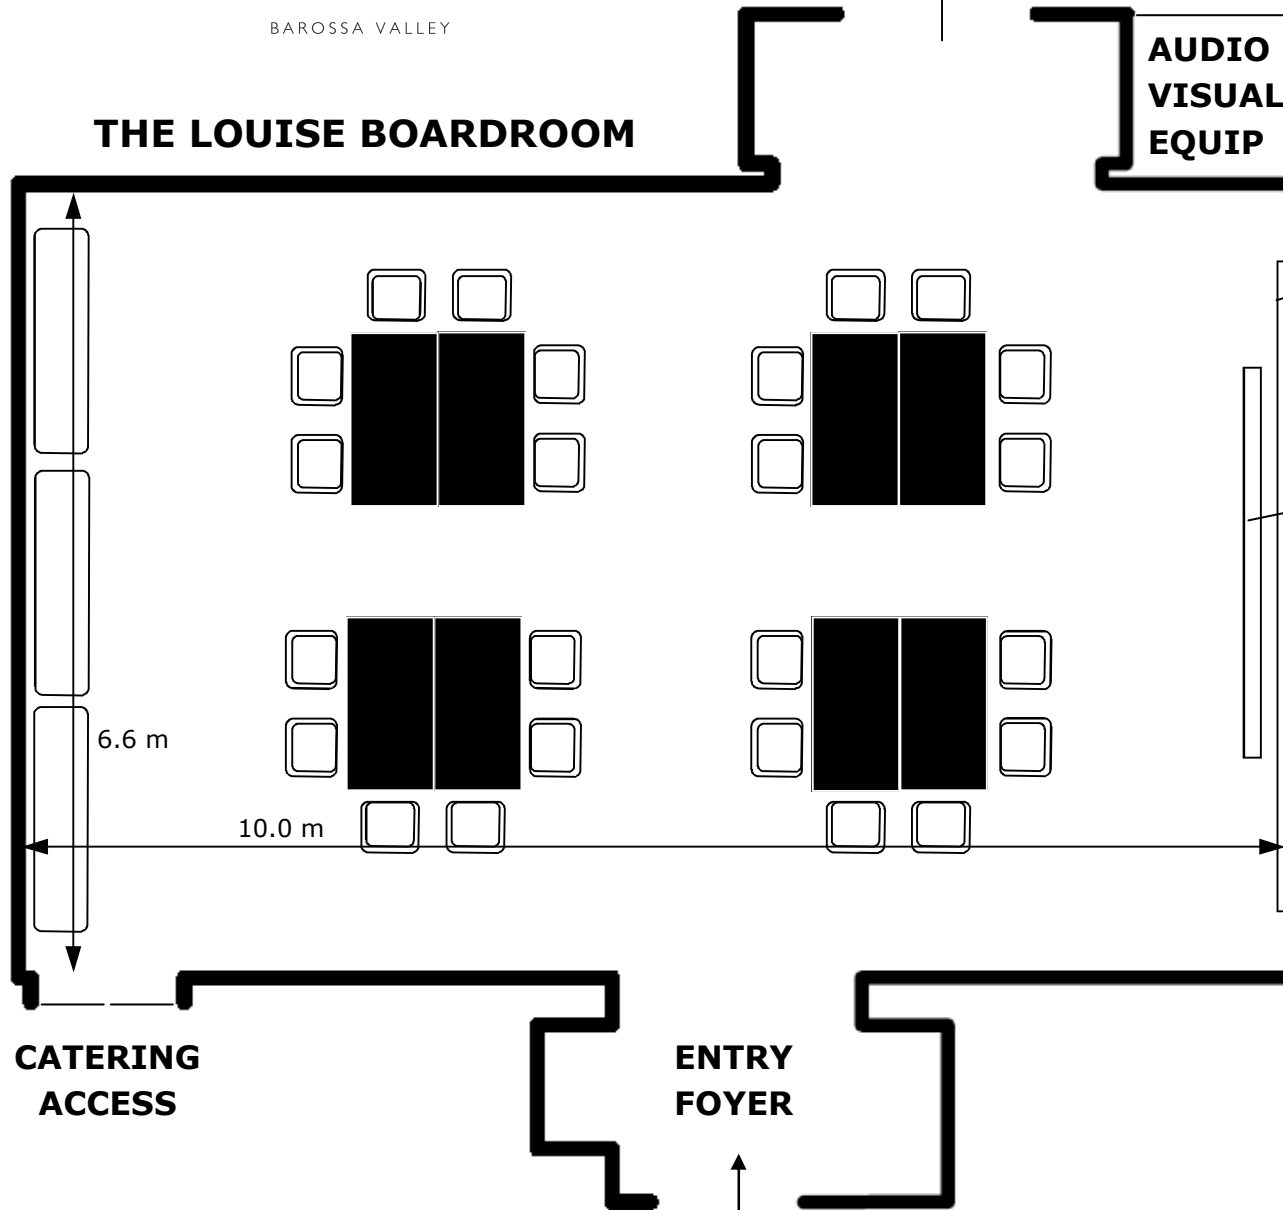 BAROSSA VALLEY
THE LOUISE BOARDROOM
AUDIO
VISUAL
EQUIP
6.6 m
10.0 m
CATERING
ACCESS
ENTRY
FOYER